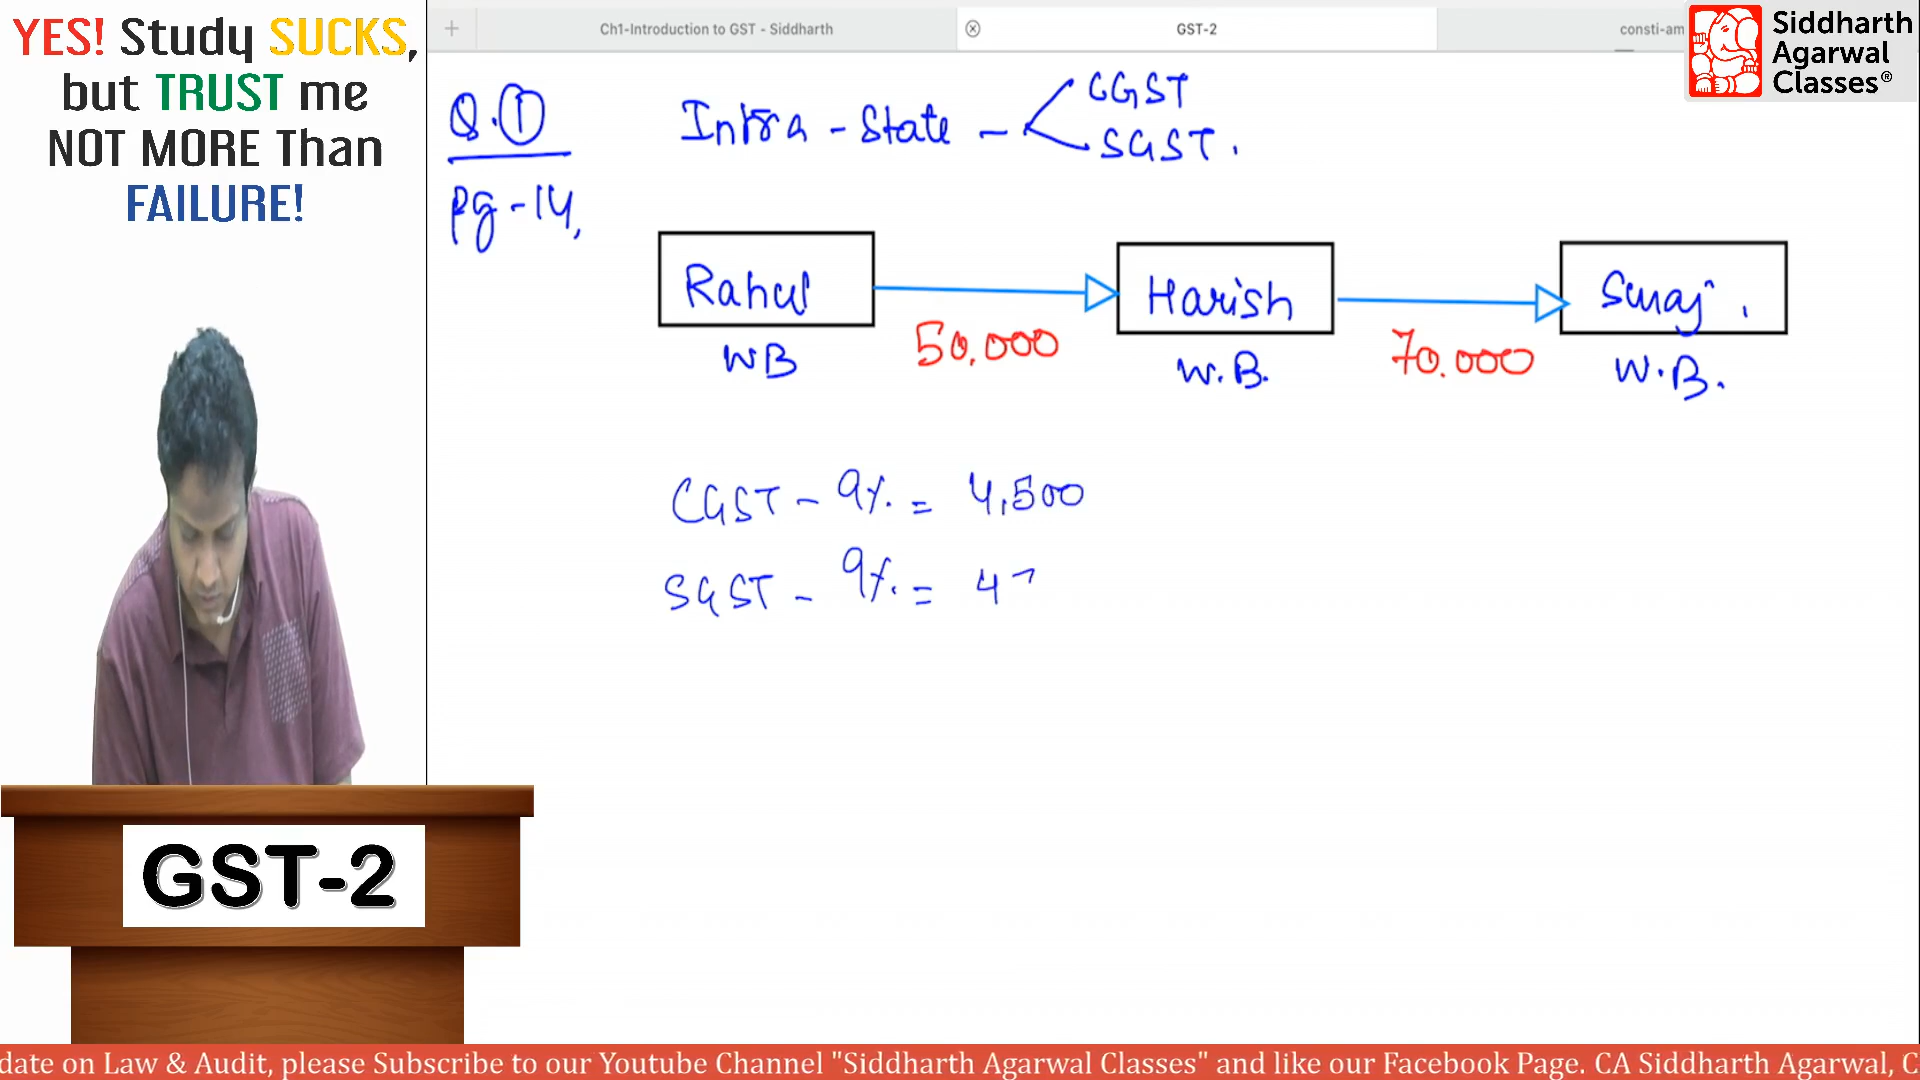 YES! Study SUCKS,
but TRUST me
NOT MORE Than
FAILURE!
Ch1-Introduction to GST - Siddharth
GST-2
consti-am
Siddharth
Agarwal
Classes®
Q.1
Pg-14,
Intra-State -
CGST
SGST.
Rahul
Harish
Suraj.
WB
50,000
W.B.
70,000
W.B.
CGST - 9% = 4,500
SGST - 9% = 4
GST-2
date on Law & Audit, please Subscribe to our Youtube Channel "Siddharth Agarwal Classes" and like our Facebook Page. CA Siddharth Agarwal, C